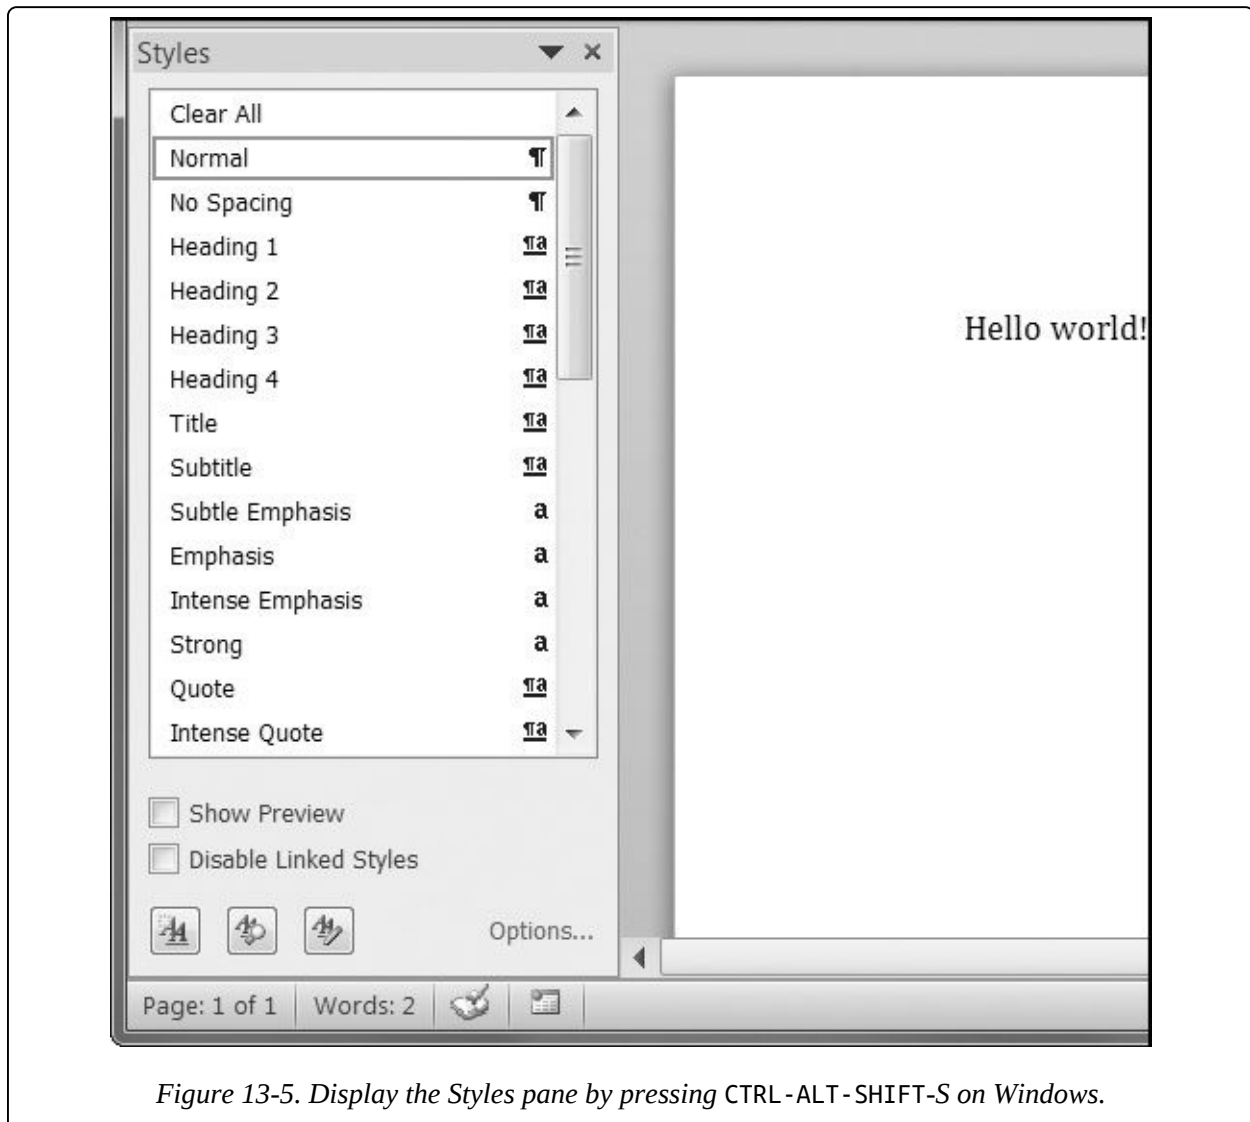 Styles
Clear All
Normal ¶
No Spacing ¶
Heading 1 ¶a
Heading 2 ¶a
Heading 3 ¶a
Heading 4 ¶a
Title ¶a
Subtitle ¶a
Subtle Emphasis a
Emphasis a
Intense Emphasis a
Strong a
Quote ¶a
Intense Quote ¶a
Show Preview
Disable Linked Styles
Options...
Page: 1 of 1 Words: 2
Hello world!
Figure 13-5. Display the Styles pane by pressing CTRL-ALT-SHIFT-S on Windows.